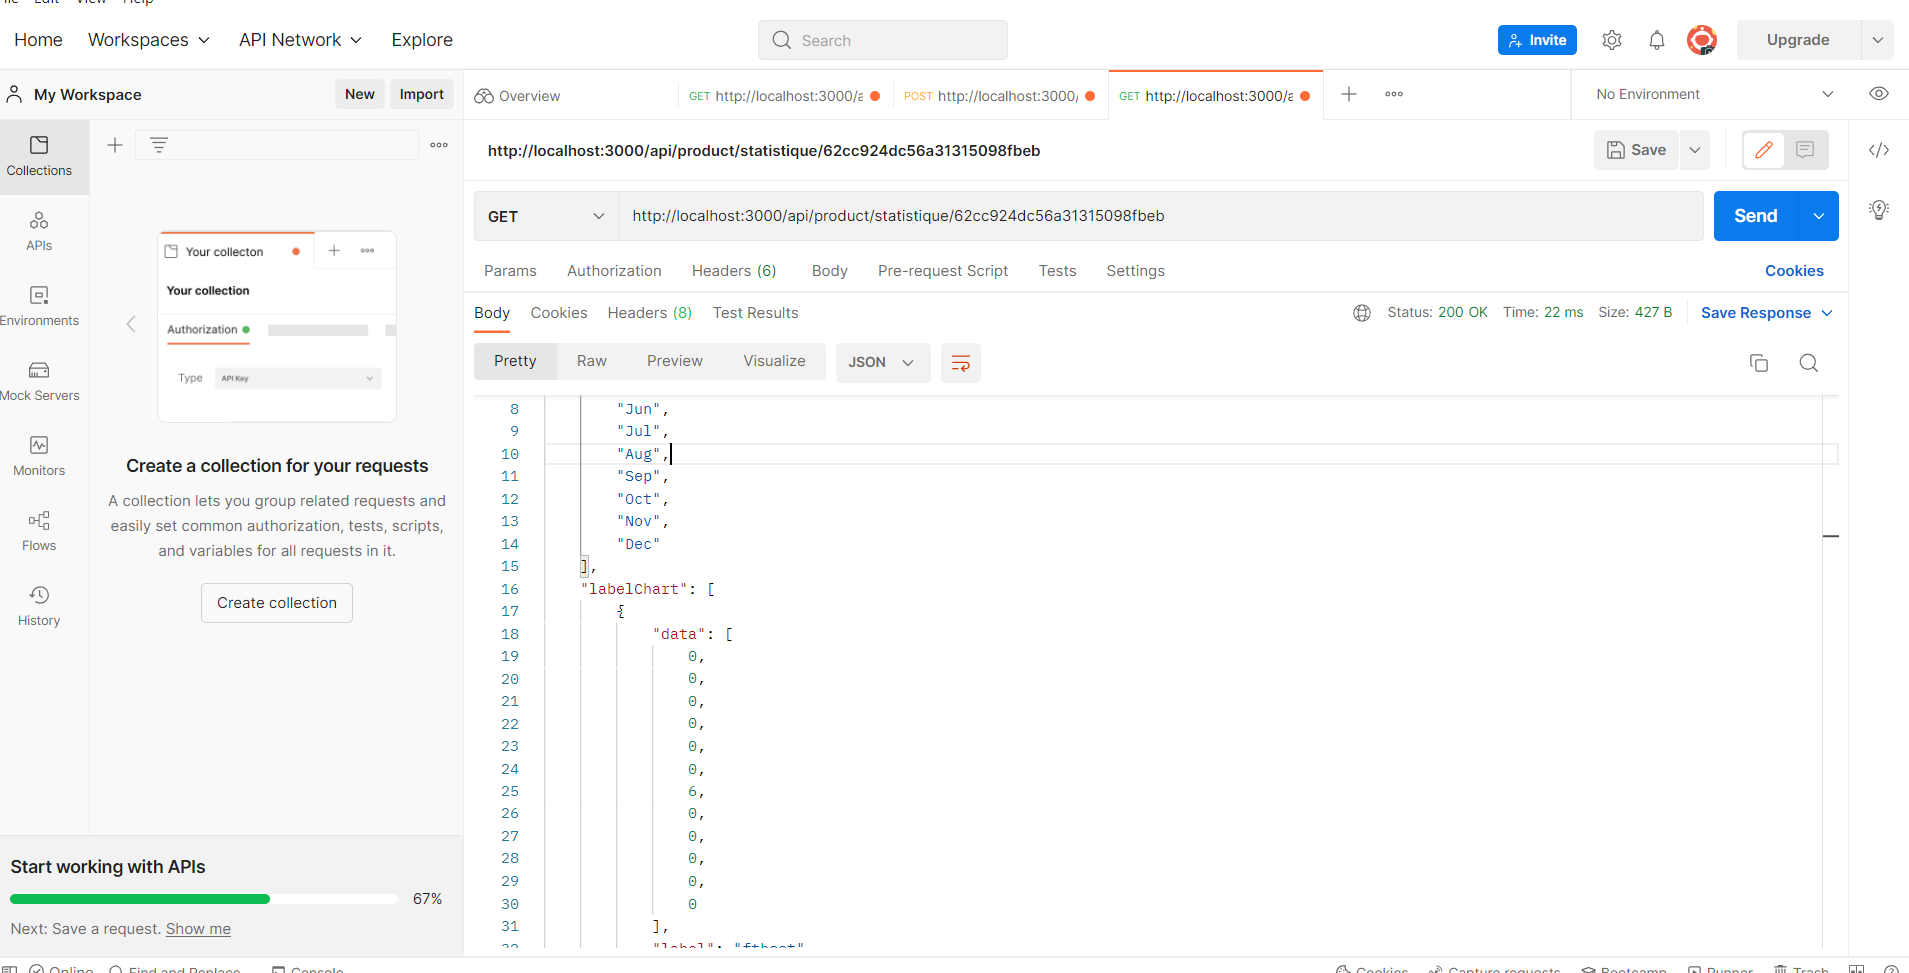 Edit View Help
Home Workspaces API Network Explore Search Invite Upgrade
My Workspace New Import
Overview GET http://localhost:3000/a POST http://localhost:3000/ GET http://localhost:3000/a No Environment
Collections
APIs
Environments
Mock Servers
Monitors
Flows
History
Your collecton
Your collection
Authorization
Type API Key
Create a collection for your requests
A collection lets you group related requests and
easily set common authorization, tests, scripts,
and variables for all requests in it.
Create collection
Start working with APIs
67%
Next: Save a request. Show me
http://localhost:3000/api/product/statistique/62cc924dc56a31315098fbeb Save
GET http://localhost:3000/api/product/statistique/62cc924dc56a31315098fbeb Send
Params Authorization Headers (6) Body Pre-request Script Tests Settings Cookies
Body Cookies Headers (8) Test Results Status: 200 OK Time: 22 ms Size: 427 B Save Response
Pretty Raw Preview Visualize JSON
8 "Jun",
9 "Jul",
10 "Aug",
11 "Sep",
12 "Oct",
13 "Nov",
14 "Dec"
15 ],
16 "labelChart": [
17 {
18 "data": [
19 0,
20 0,
21 0,
22 0,
23 0,
24 0,
25 6,
26 0,
27 0,
28 0,
29 0,
30 0
31 ],
32 "label":
Online Find and Replace Console Cookies Capture requests Bootcamp Runner Trash